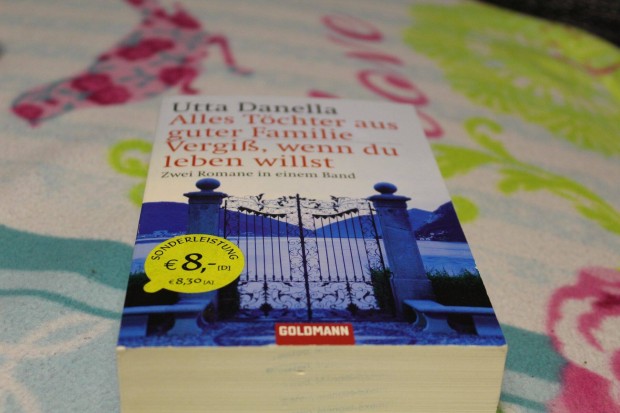 Utta Danella
Alles Töchter aus
guter Familie
Vergiß, wenn du
leben willst
Zwei Romane in einem Band
SONDERLEISTUNG
€ 8,- [D]
€ 8,30 [A]
GOLDMANN